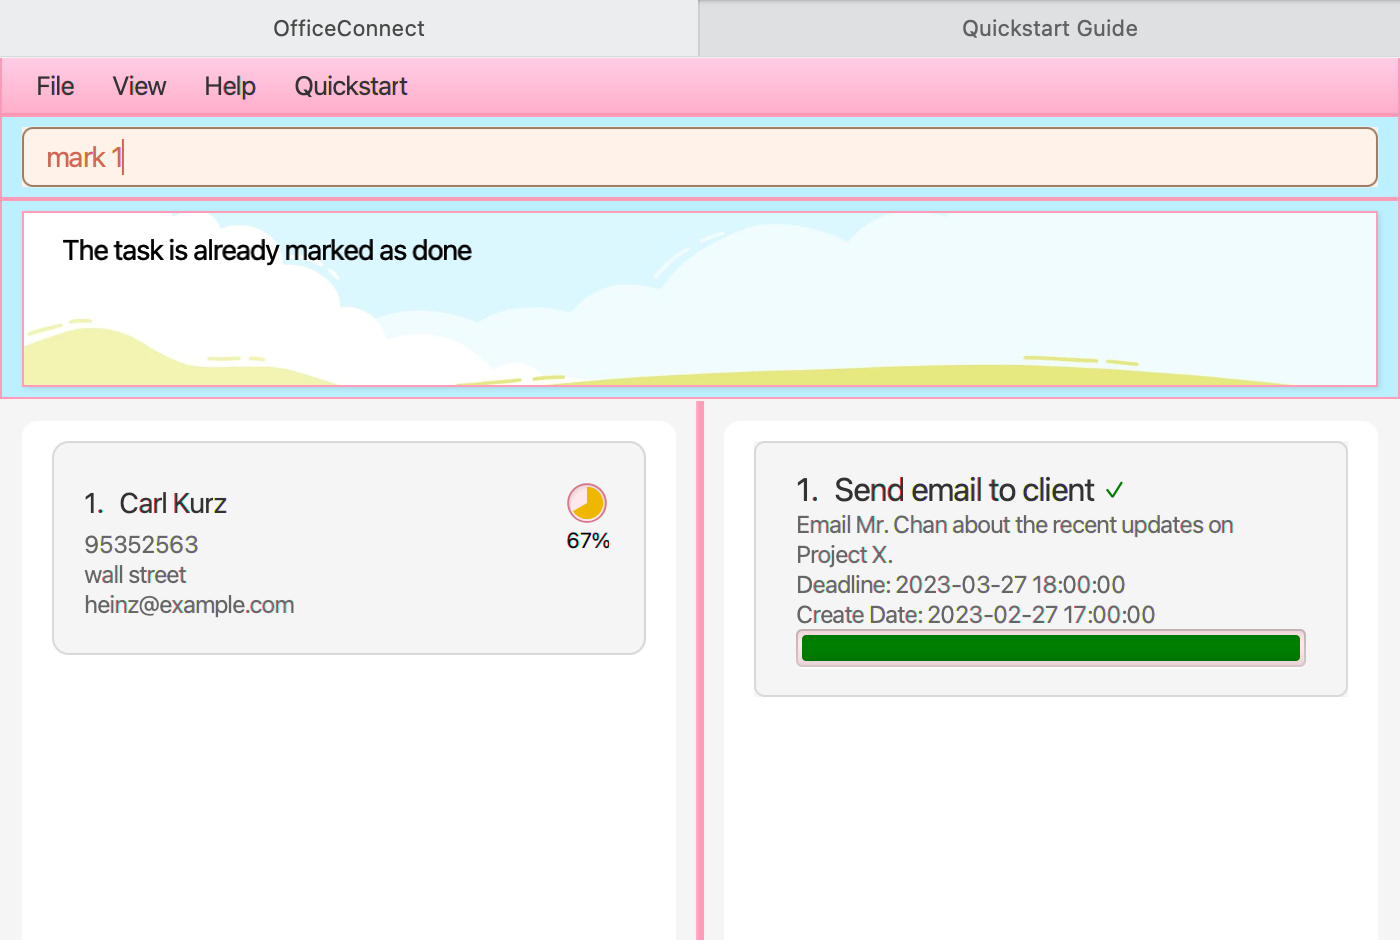 OfficeConnect
Quickstart Guide
File View Help Quickstart
mark 1
The task is already marked as done
1. Carl Kurz
67%
95352563
wall street
heinz@example.com
1. Send email to client ✓
Email Mr. Chan about the recent updates on
Project X.
Deadline: 2023-03-27 18:00:00
Create Date: 2023-02-27 17:00:00